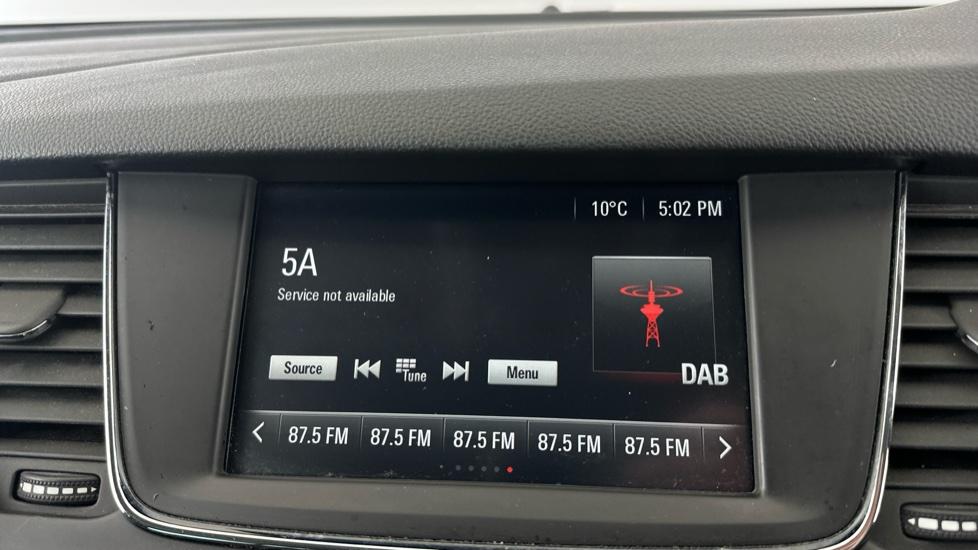 10°C 5:02 PM
5A
Service not available
Source Tune Menu
DAB
87.5 FM 87.5 FM 87.5 FM 87.5 FM 87.5 FM